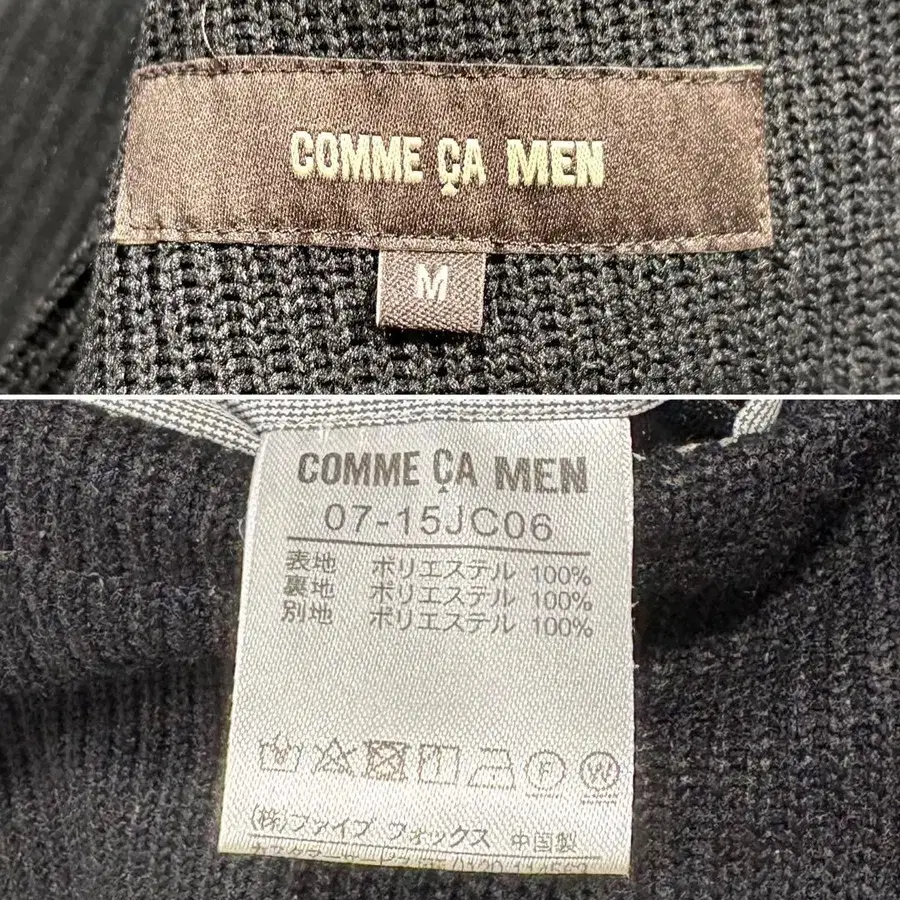 COMME ÇA MEN
M
COMME ÇA MEN
07-15JC06
表地 ポリエステル 100%
裏地 ポリエステル 100%
別地 ポリエステル 100%
F W
(株)ファイブ フォックス 中国製